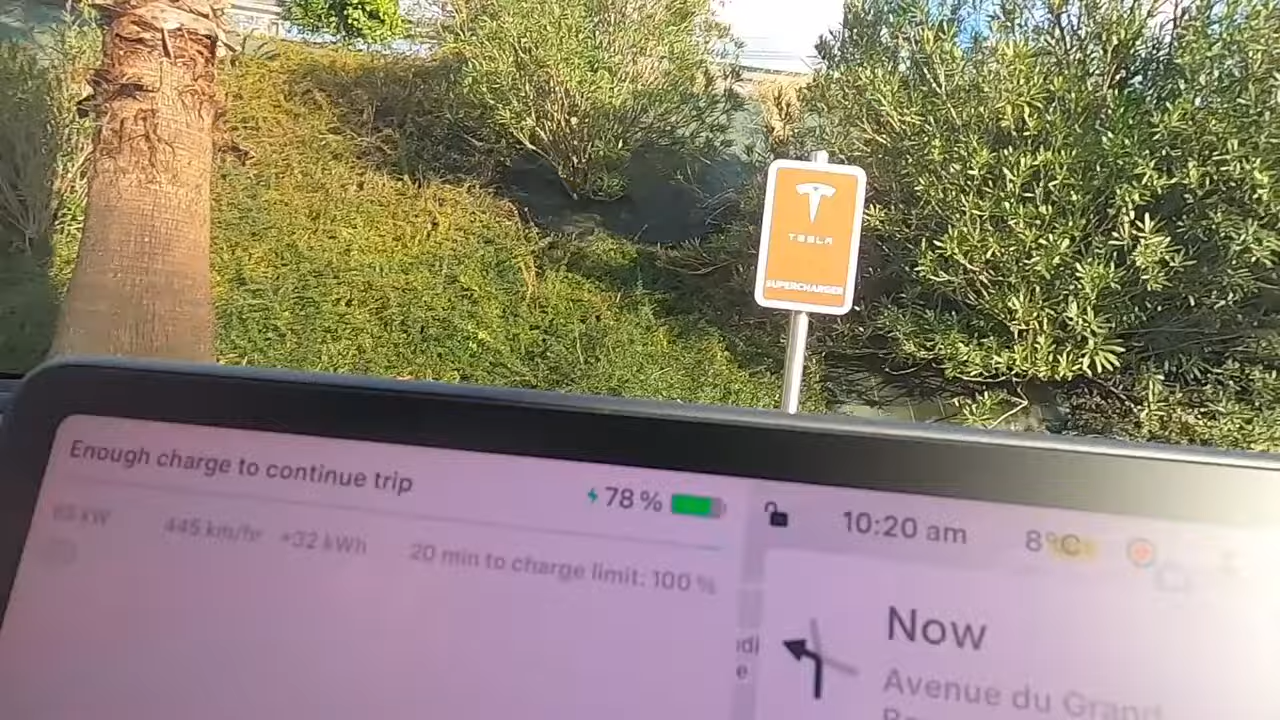 TESLA
SUPERCHARGER
Enough charge to continue trip
78 %
10:20 am
8°C
445 km/hr
+32 kWh
20 min to charge limit: 100 %
Now
Avenue du Grand